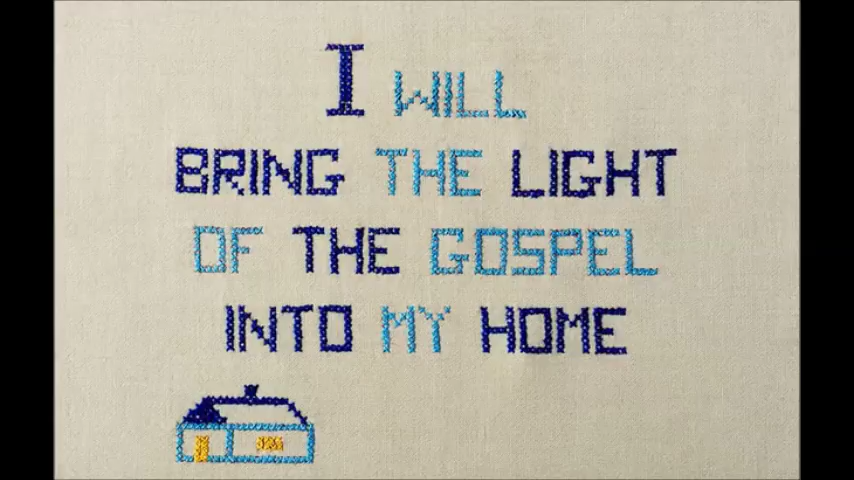 I WILL
BRING THE LIGHT
OF THE GOSPEL
INTO MY HOME